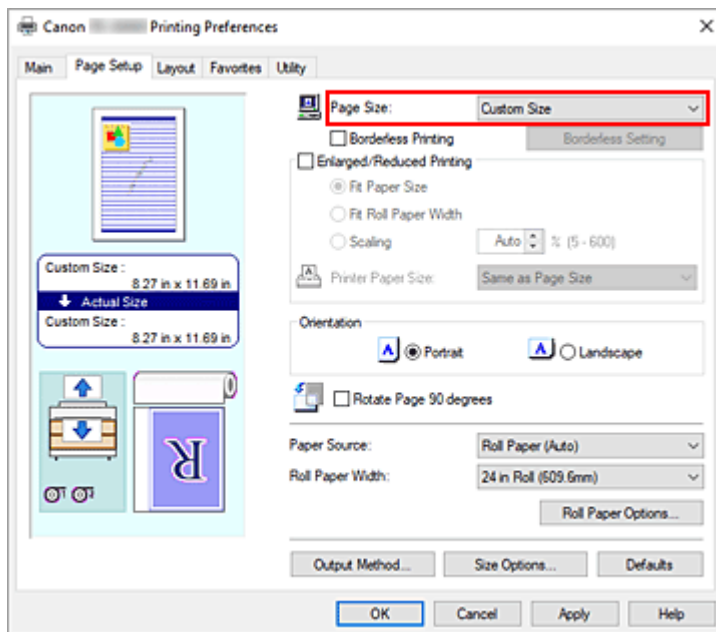 Canon Printing Preferences
Main Page Setup Layout Favorites Utility
Page Size: Custom Size
Borderless Printing Borderless Setting
Enlarged/Reduced Printing
Fit Paper Size
Fit Roll Paper Width
Scaling Auto % (5 - 600)
Printer Paper Size: Same as Page Size
Custom Size :
8.27 in x 11.69 in
Actual Size
Custom Size :
8.27 in x 11.69 in
Orientation
A Portrait A Landscape
Rotate Page 90 degrees
R
Paper Source: Roll Paper (Auto)
Roll Paper Width: 24 in Roll (609.6mm)
Roll Paper Options...
Output Method... Size Options... Defaults
OK Cancel Apply Help